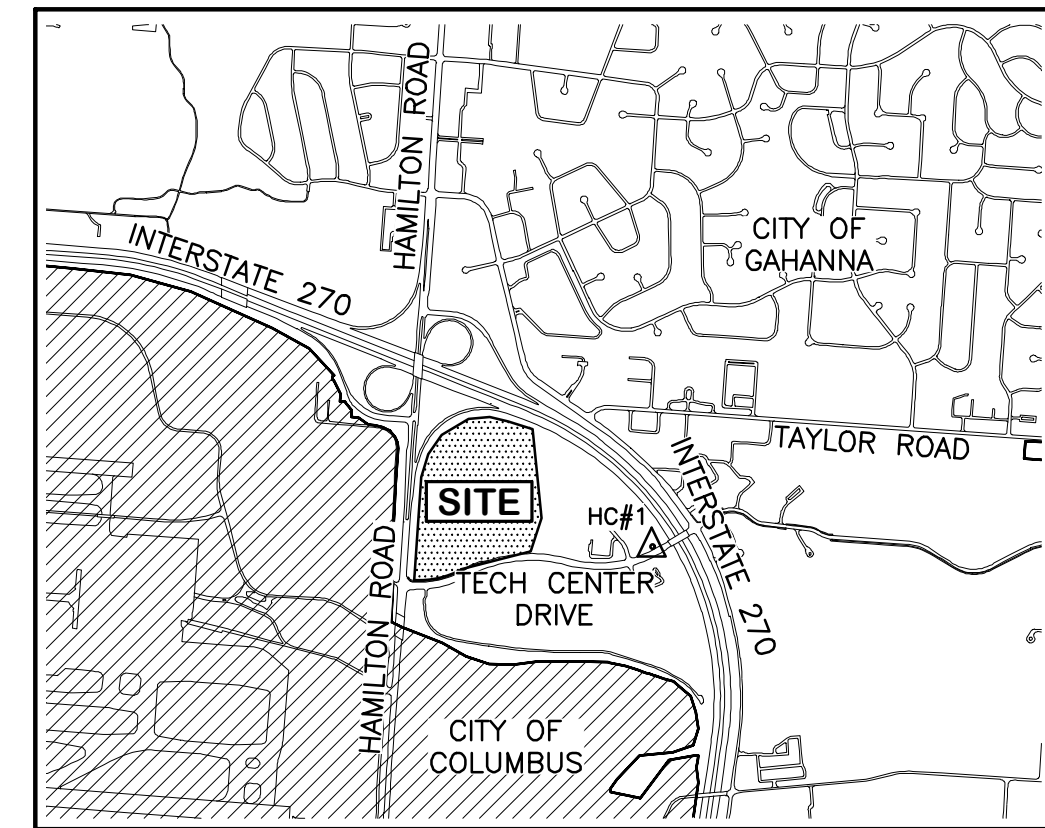 HAMILTON ROAD
CITY OF
GAHANNA
INTERSTATE 270
TAYLOR ROAD
INTERSTATE 270
SITE
HC#1
TECH CENTER
DRIVE
HAMILTON ROAD
CITY OF
COLUMBUS